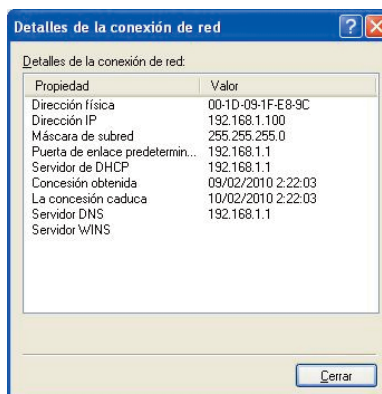 Detalles de la conexión de red
Detalles de la conexión de red:
Propiedad Valor
Dirección física 00-1D-09-1F-E8-9C
Dirección IP 192.168.1.100
Máscara de subred 255.255.255.0
Puerta de enlace predetermin... 192.168.1.1
Servidor de DHCP 192.168.1.1
Concesión obtenida 09/02/2010 2:22:03
La concesión caduca 10/02/2010 2:22:03
Servidor DNS 192.168.1.1
Servidor WINS
Cerrar